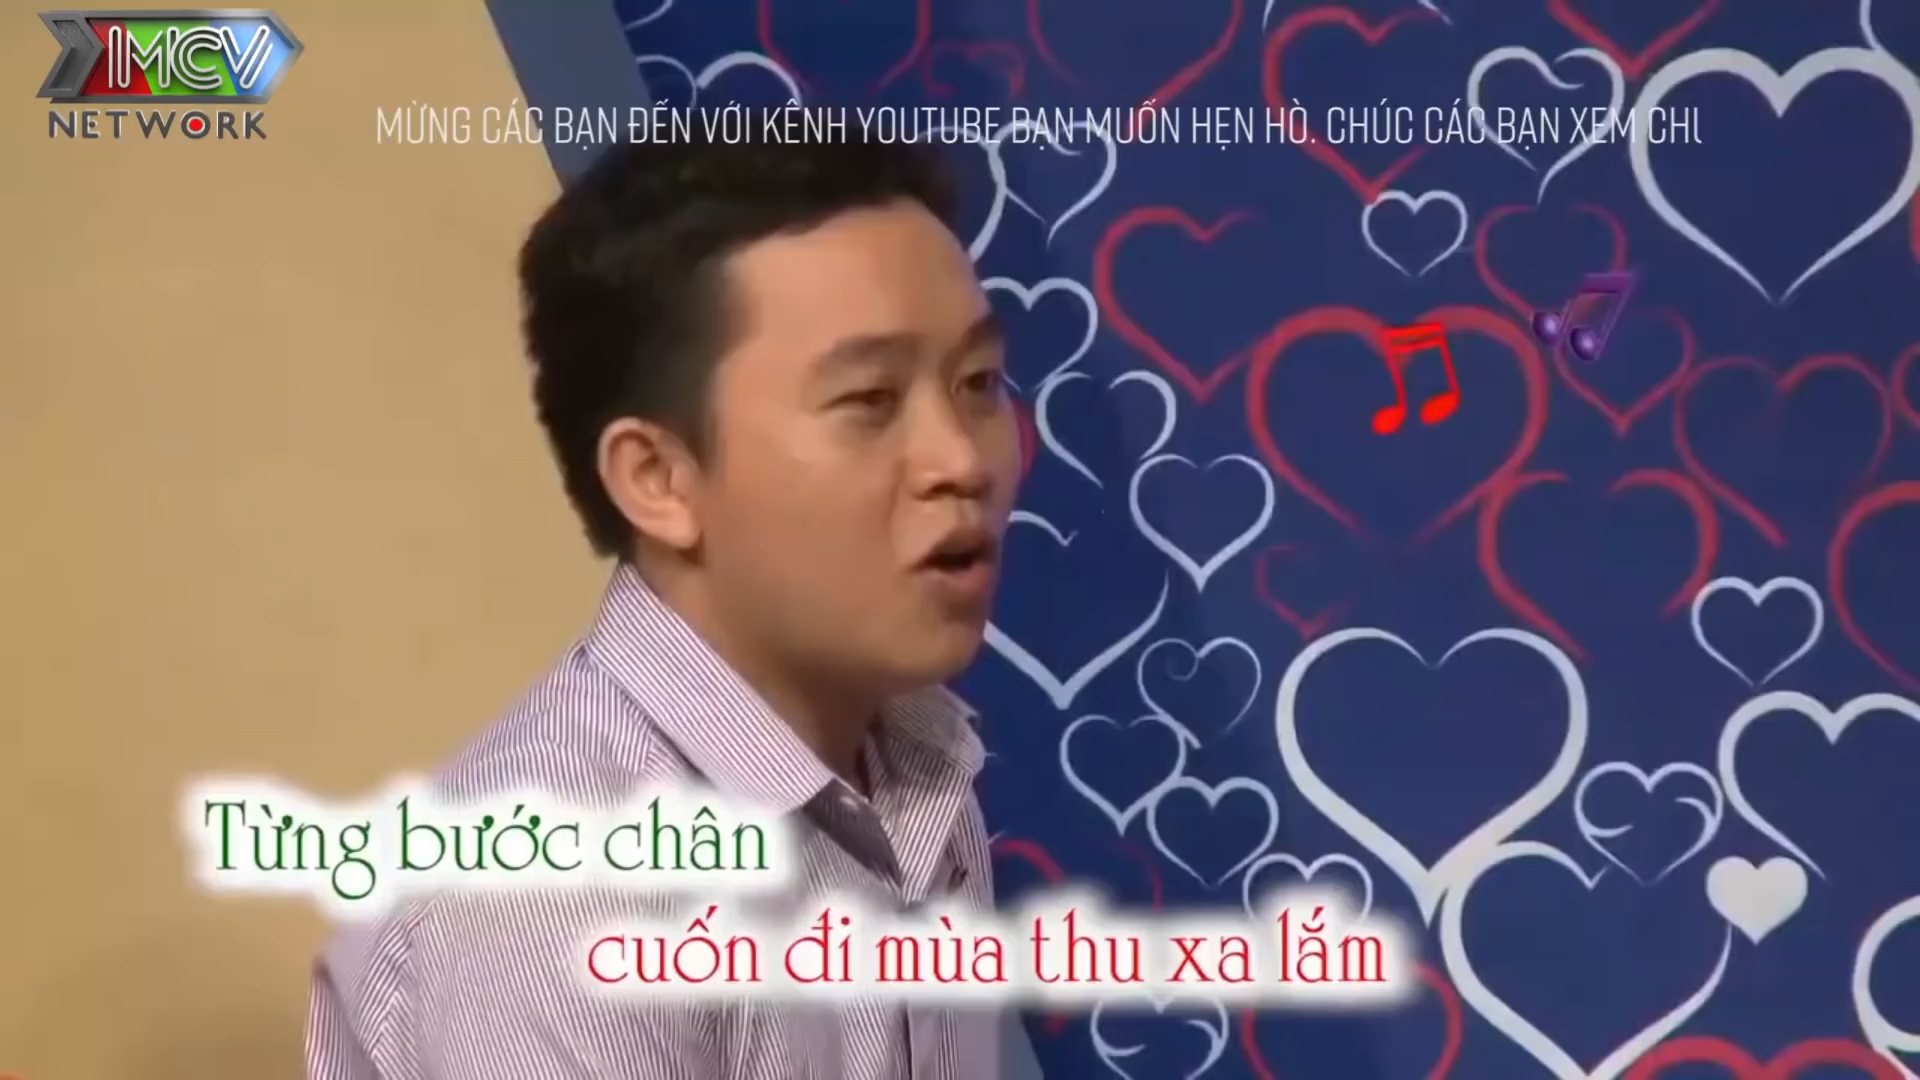 MCV
NETWORK
MỪNG CÁC BẠN ĐẾN VỚI KÊNH YOUTUBE BẠN MUỐN HẸN HÒ. CHÚC CÁC BẠN XEM CHƯ
Từng bước chân
cuốn đi mùa thu xa lắm